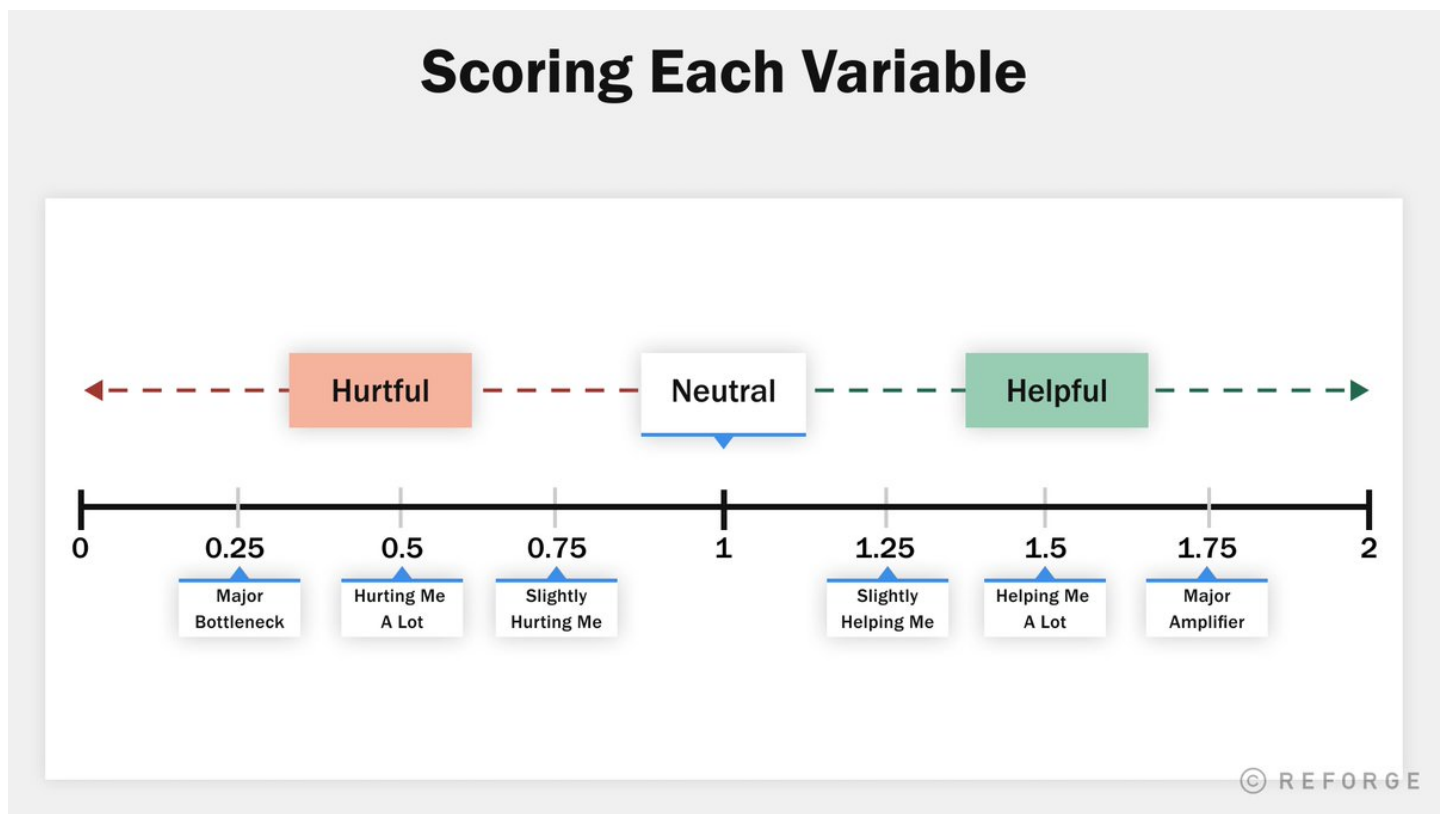 Scoring Each Variable
Hurtful
Neutral
Helpful
0
0.25
0.5
0.75
1
1.25
1.5
1.75
2
Major
Bottleneck
Hurting Me
A Lot
Slightly
Hurting Me
Slightly
Helping Me
Helping Me
A Lot
Major
Amplifier
© REFORGE